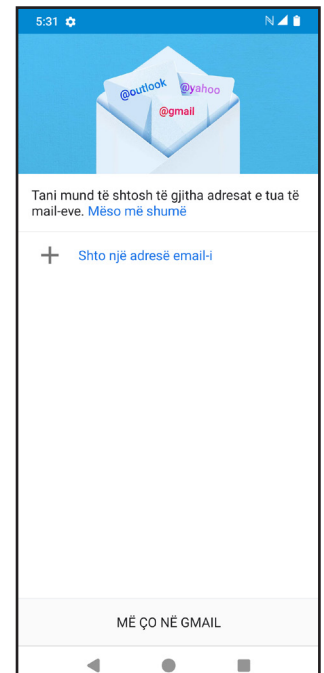 5:31
@outlook
@yahoo
@gmail
Tani mund të shtosh të gjitha adresat e tua të
mail-eve. Mëso më shumë
Shto një adresë email-i
MË ÇO NË GMAIL